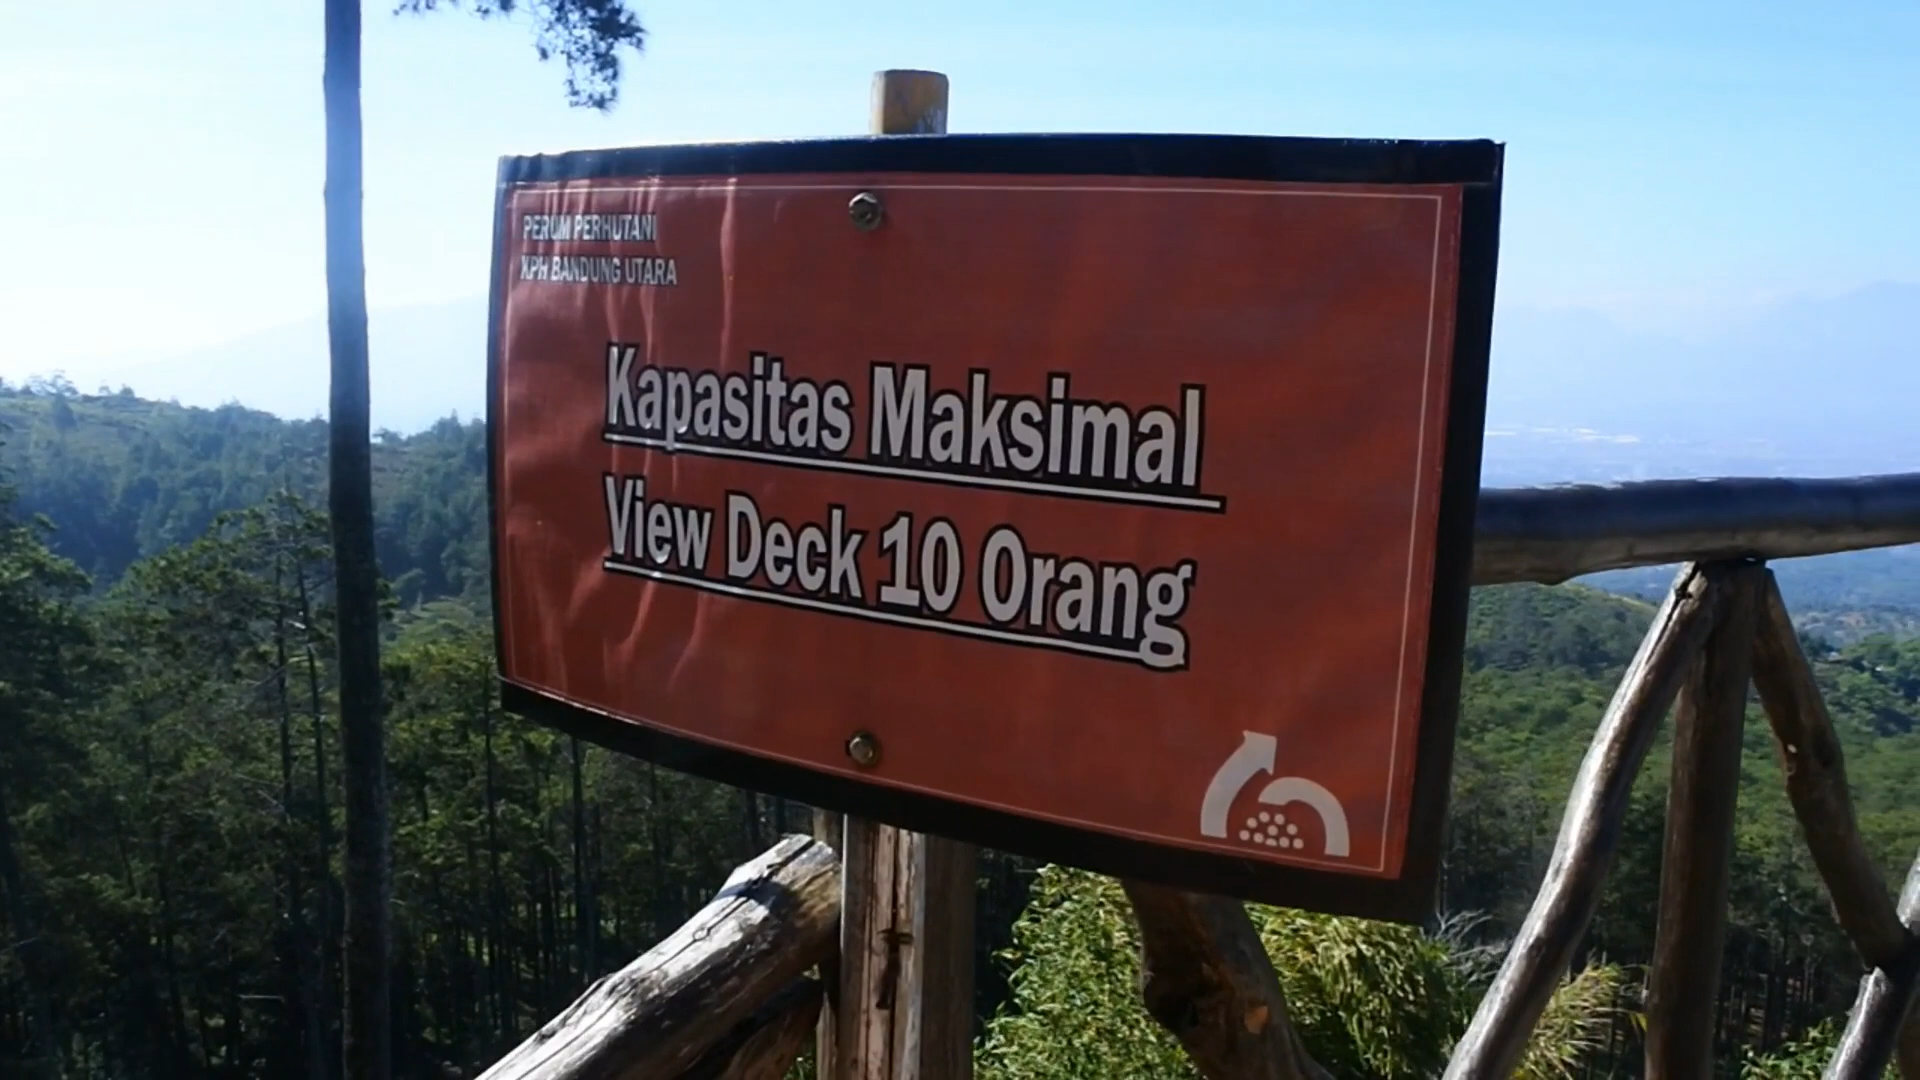 PERUM PERHUTANI
KPH BANDUNG UTARA
Kapasitas Maksimal
View Deck 10 Orang